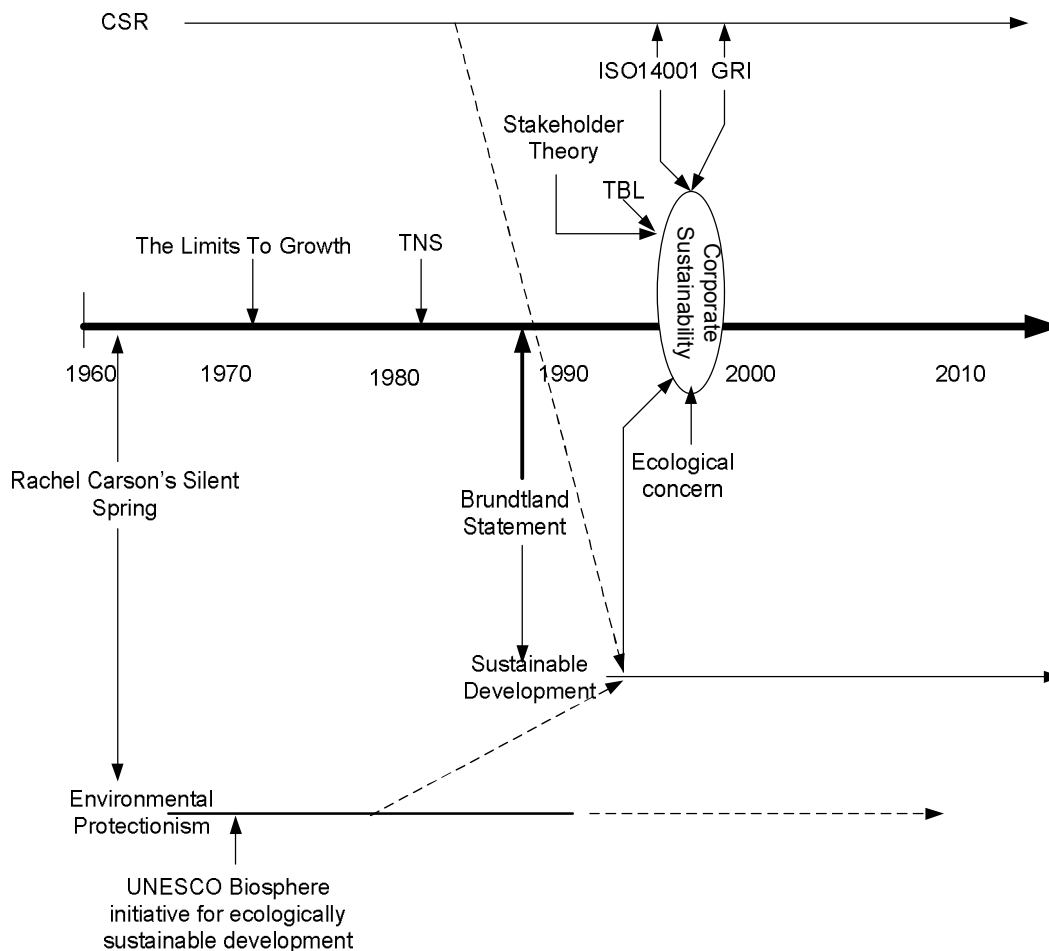 CSR
ISO14001 GRI
Stakeholder
Theory
TBL
The Limits To Growth
TNS
Corporate
Sustainability
1960
1970
1980
1990
2000
2010
Rachel Carson’s Silent
Spring
Ecological
concern
Brundtland
Statement
Sustainable
Development
Environmental
Protectionism
UNESCO Biosphere
initiative for ecologically
sustainable development